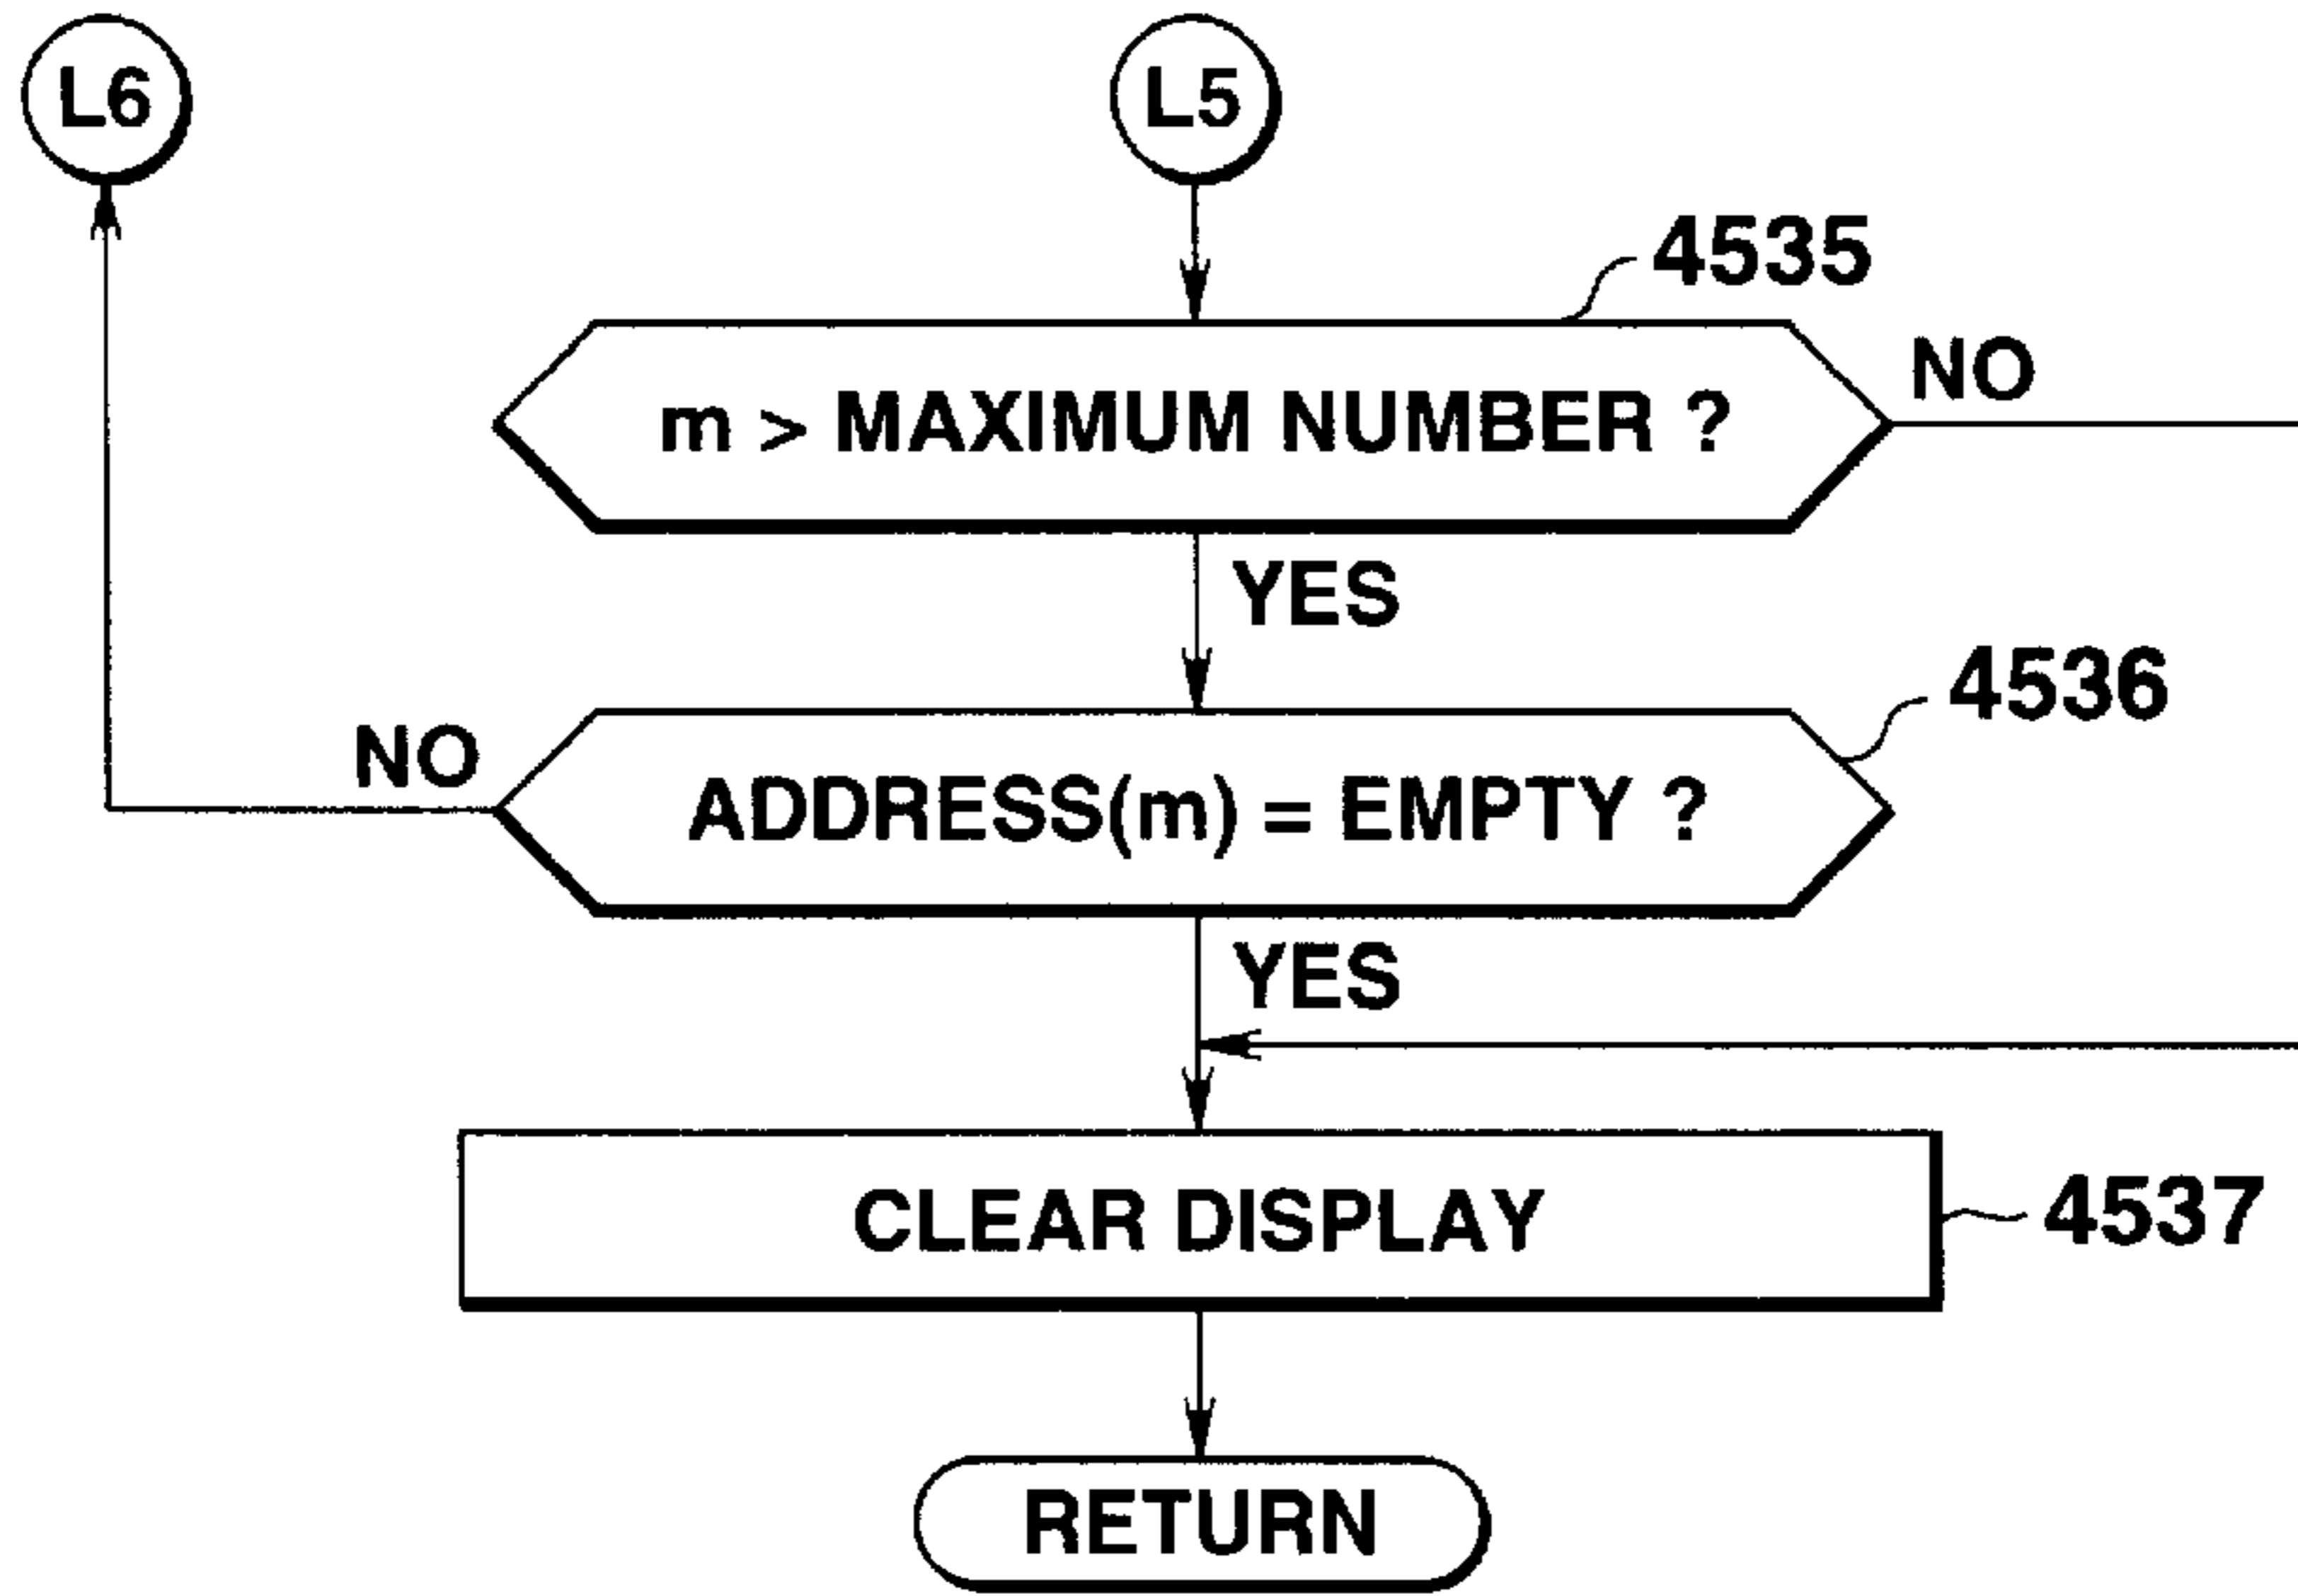 L6
L5
4535
m > MAXIMUM NUMBER ?
NO
YES
4536
NO
ADDRESS(m) = EMPTY ?
YES
CLEAR DISPLAY
4537
RETURN